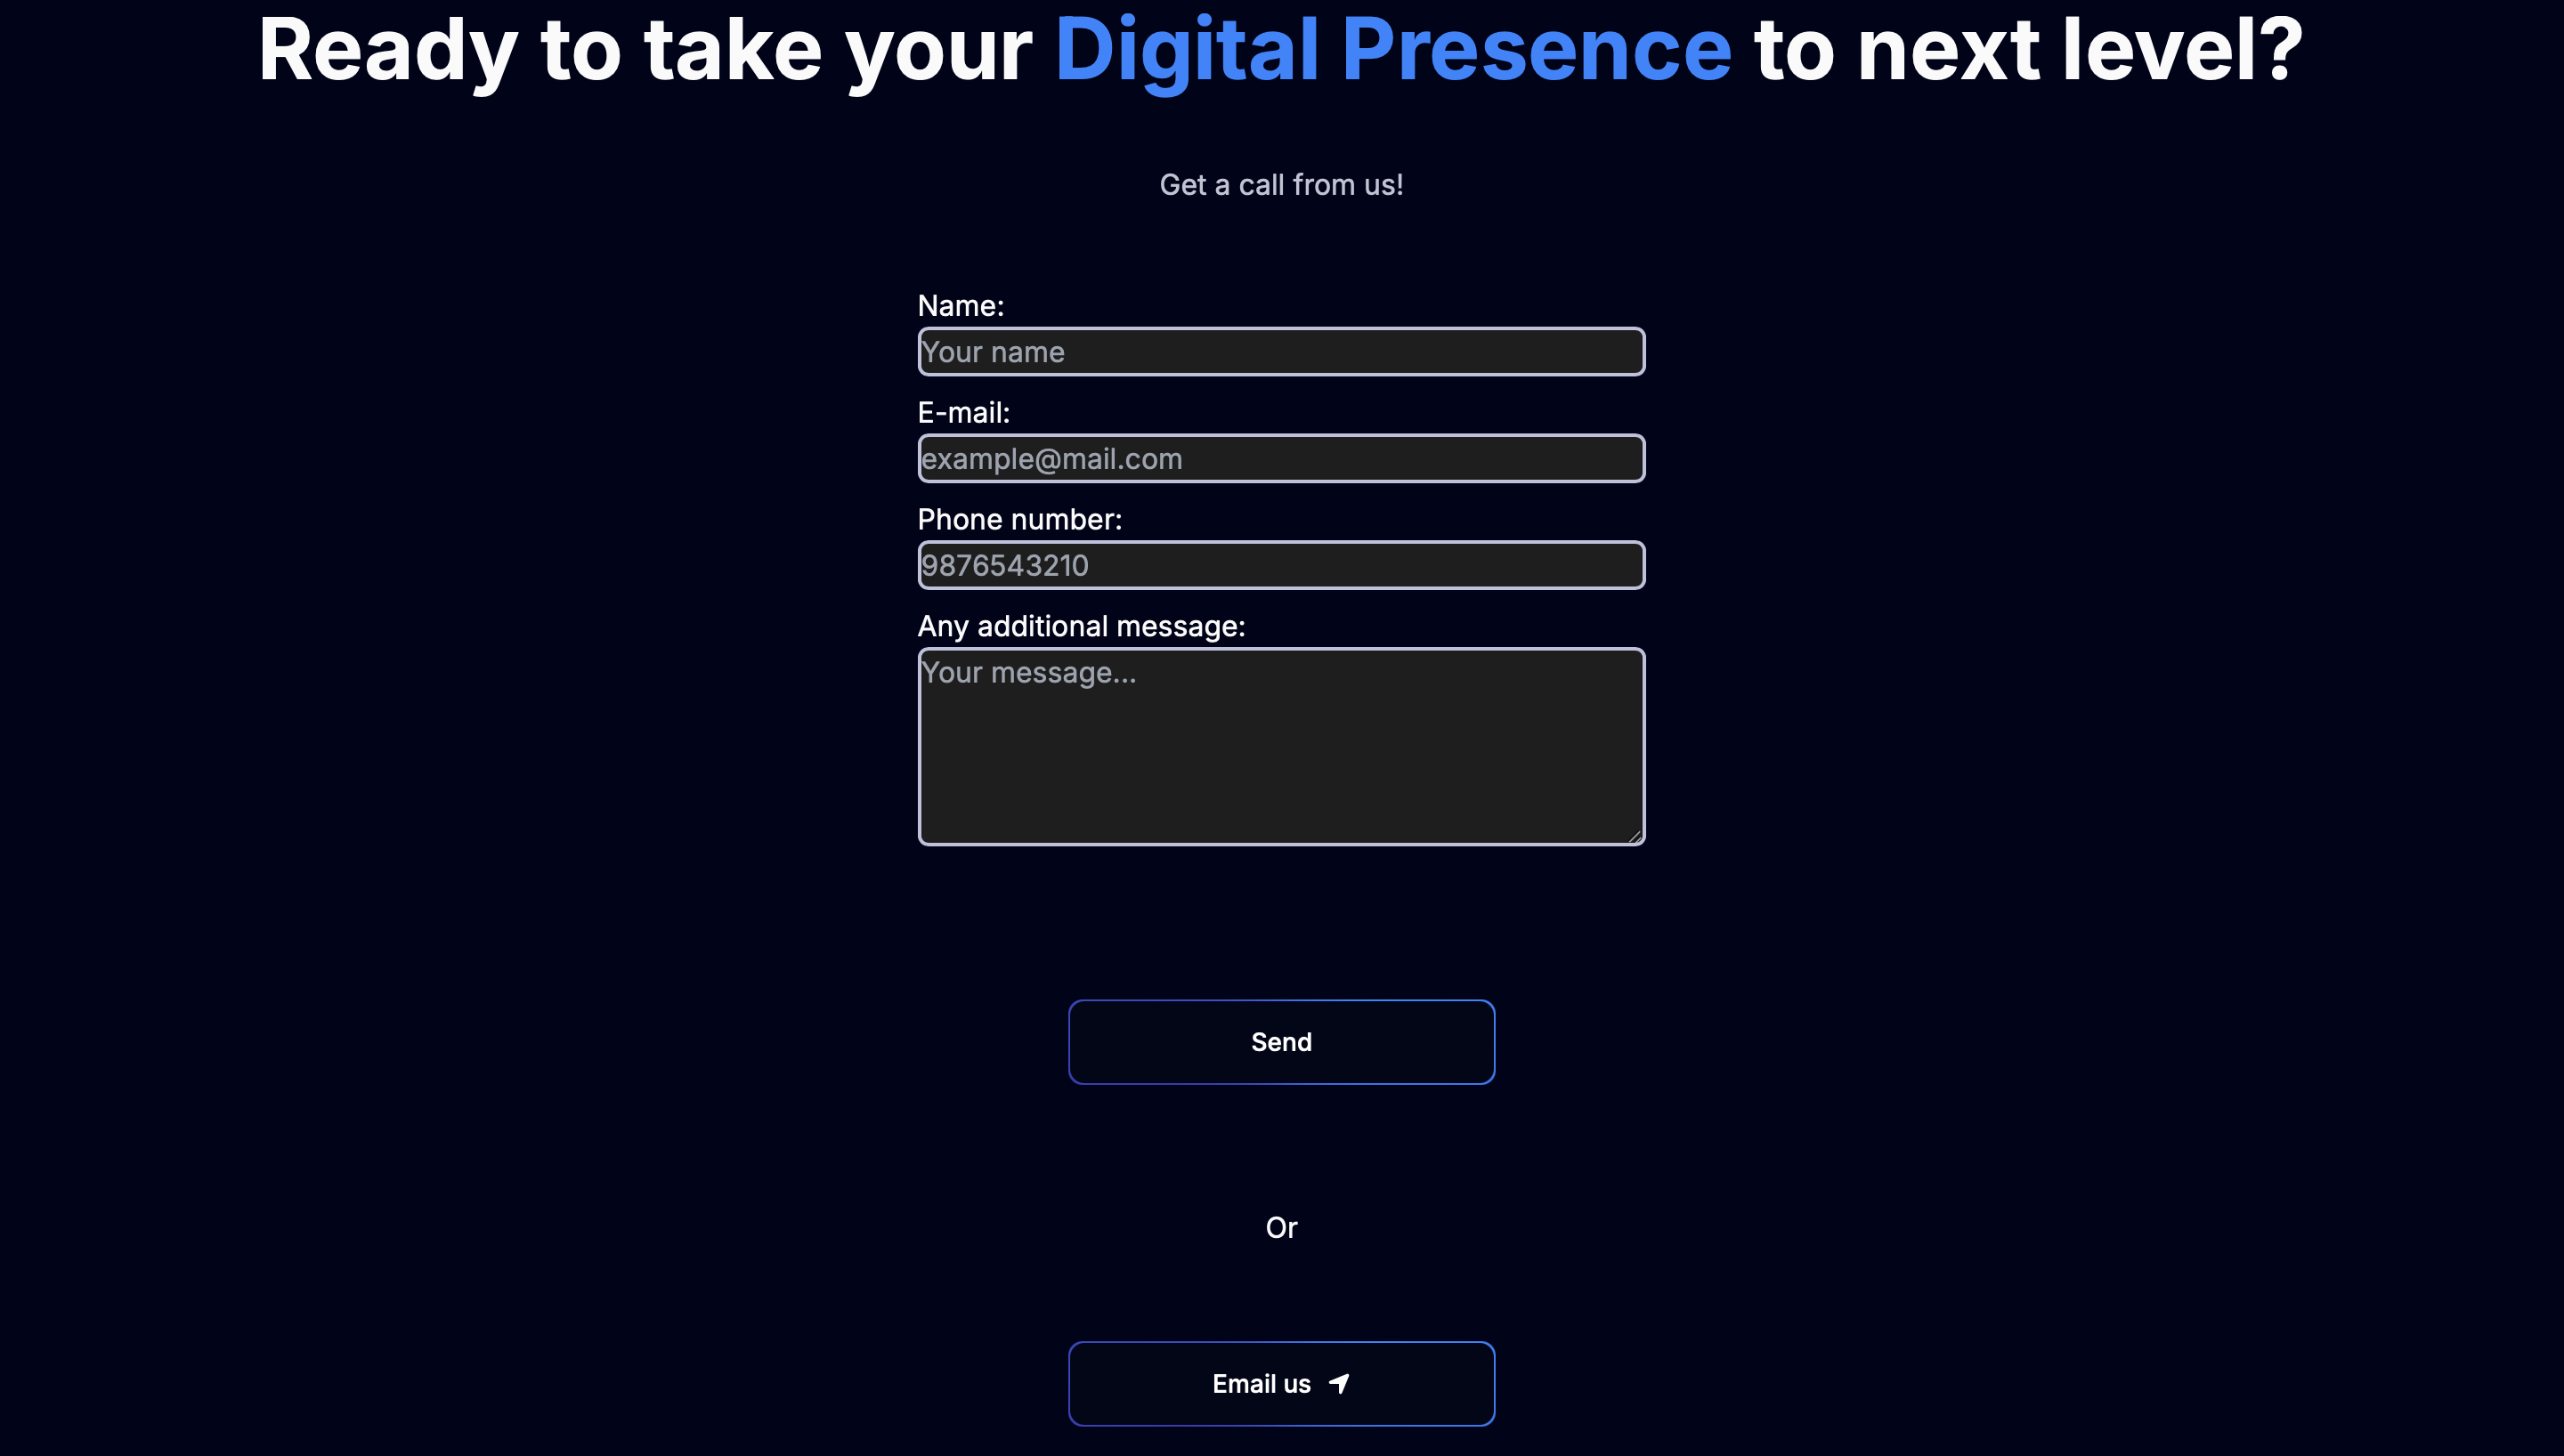 Ready to take your Digital Presence to next level?
Get a call from us!
Name:
Your name
E-mail:
example@mail.com
Phone number:
9876543210
Any additional message:
Your message...
Send
Or
Email us